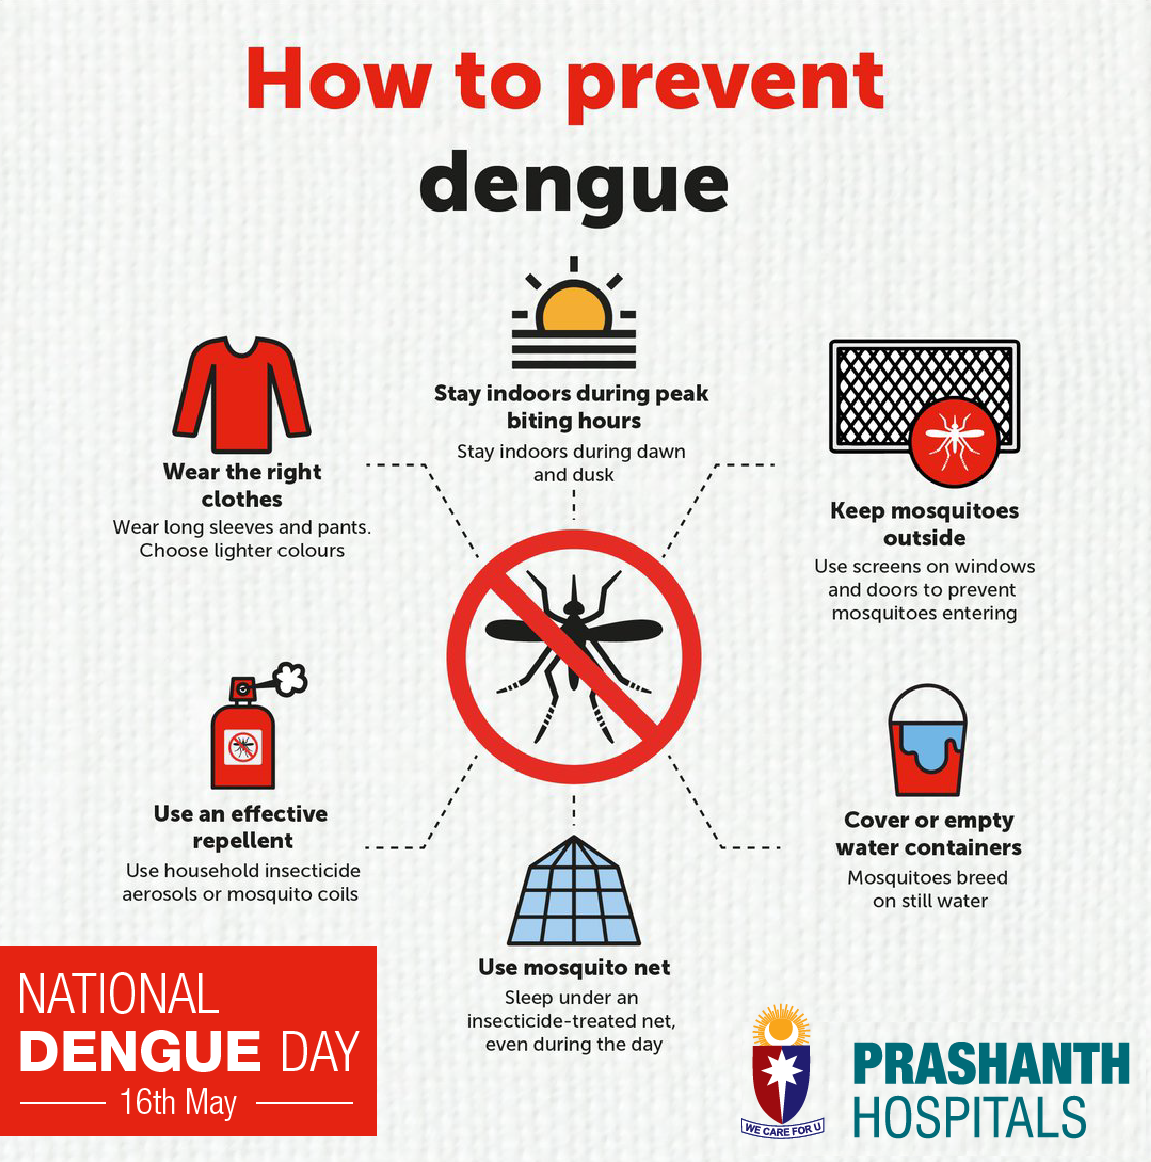 How to prevent
dengue
Stay indoors during peak
biting hours
Stay indoors during dawn
and dusk
Wear the right
clothes
Wear long sleeves and pants.
Choose lighter colours
Keep mosquitoes
outside
Use screens on windows
and doors to prevent
mosquitoes entering
Use an effective
repellent
Use household insecticide
aerosols or mosquito coils
Cover or empty
water containers
Mosquitoes breed
on still water
Use mosquito net
Sleep under an
insecticide-treated net,
even during the day
NATIONAL
DENGUE DAY
16th May
WE CARE FOR U
PRASHANTH
HOSPITALS